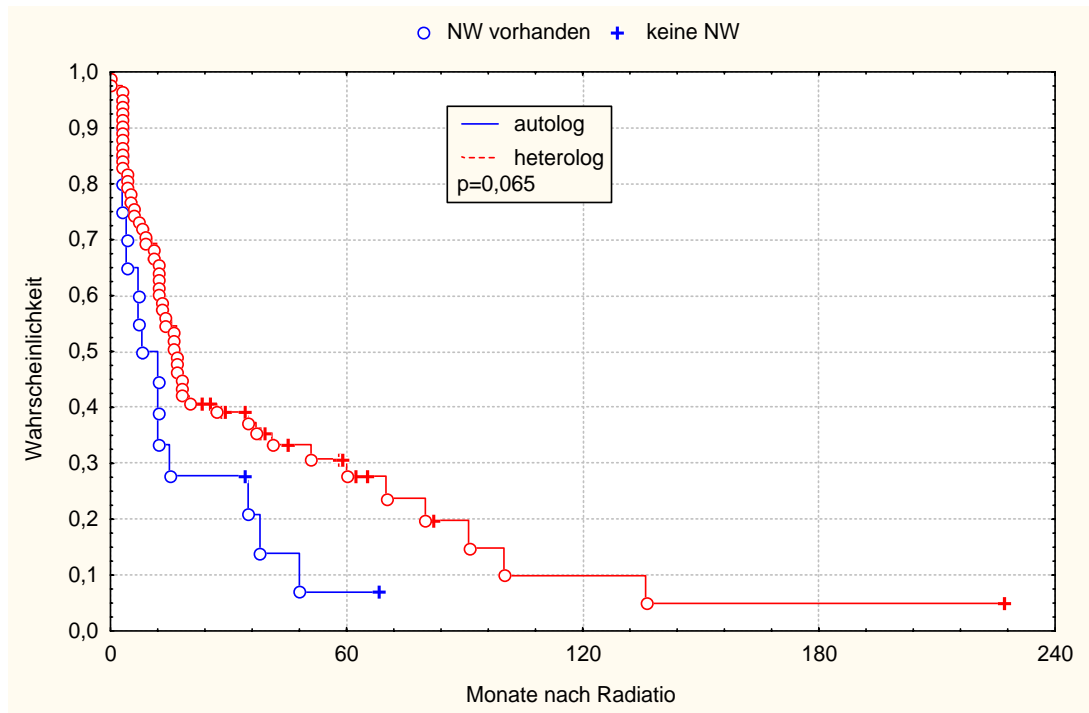 NW vorhanden keine NW
1,0
0,9
0,8
0,7
0,6
0,5
0,4
0,3
0,2
0,1
0,0
Wahrscheinlichkeit
autolog
heterolog
p=0,065
0 60 120 180 240
Monate nach Radiatio